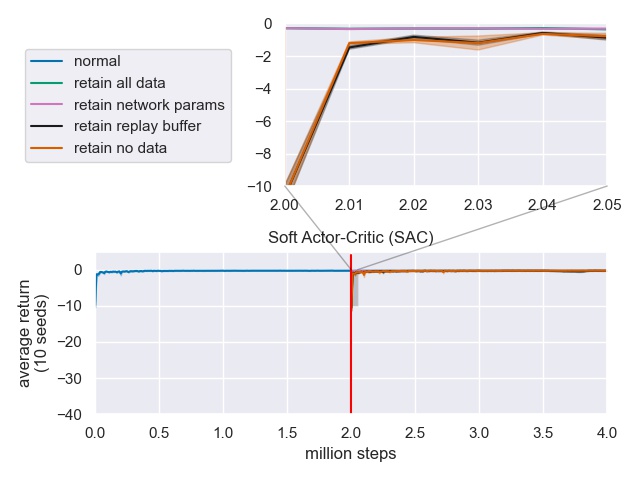 normal
retain all data
retain network params
retain replay buffer
retain no data
0
−2
−4
−6
−8
−10
2.00 2.01 2.02 2.03 2.04 2.05
Soft Actor-Critic (SAC)
average return
(10 seeds)
0
−10
−20
−30
−40
0.0 0.5 1.0 1.5 2.0 2.5 3.0 3.5 4.0
million steps